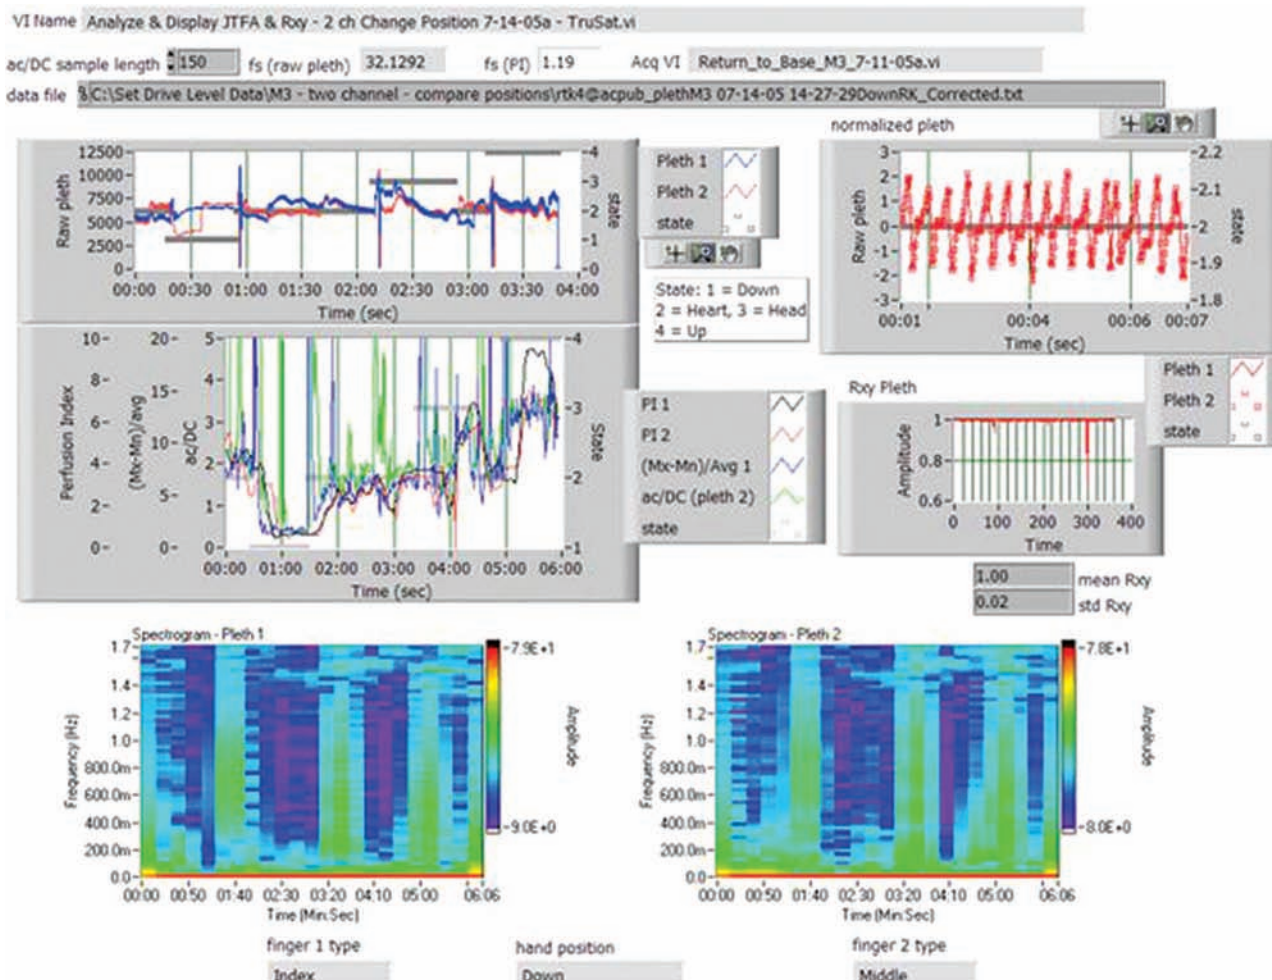 VI Name Analyze & Display JTFA & Rxy - 2 ch Change Position 7-14-05a - TruSat.vi
ac/DC sample length 150 fs (raw pleth) 32.1292 fs (PI) 1.19 Acq VI Return_to_Base_M3_7-11-05a.vi
data file C:\Set Drive Level Data\M3 - two channel - compare positions\rtk4@acpub_plethM3 07-14-05 14-27-29DownRK_Corrected.txt
normalized pleth
12500
10000
7500
5000
2500
0
Raw pleth
4
3
2
1
0
state
00:00 00:30 01:00 01:30 02:00 02:30 03:00 03:30 04:00
Time (sec)
Pleth 1
Pleth 2
state
State: 1 = Down
2 = Heart, 3 = Head
4 = Up
3
2
1
0
-1
-2
-3
Raw pleth
2.2
2.1
2
1.9
1.8
state
00:01 00:04 00:06 00:07
Time (sec)
Pleth 1
Pleth 2
state
10
8
6
4
2
0
Perfusion Index
20
15
10
5
0
(Mx-Mn)/avg
5
4
3
2
1
0
ac/DC
4
3
2
1
State
00:00 01:00 02:00 03:00 04:00 05:00 06:00
Time (sec)
PI 1
PI 2
(Mx-Mn)/Avg 1
ac/DC (pleth 2)
state
Rxy Pleth
1
0.8
0.6
Amplitude
0 100 200 300 400
Time
1.00 mean Rxy
0.02 std Rxy
Spectrogram - Pleth 1
1.7
1.4
1.2
1.0
800.0m
600.0m
400.0m
200.0m
0.0
Frequency (Hz)
-7.9E+1
-9.0E+0
Amplitude
00:00 00:50 01:40 02:30 03:20 04:10 05:00 06:06
Time (Min:Sec)
Spectrogram - Pleth 2
1.7
1.4
1.2
1.0
800.0m
600.0m
400.0m
200.0m
0.0
Frequency (Hz)
-7.8E+1
-8.0E+0
Amplitude
00:00 00:50 01:40 02:30 03:20 04:10 05:00 06:06
Time (Min:Sec)
finger 1 type hand position finger 2 type
Index Down Middle